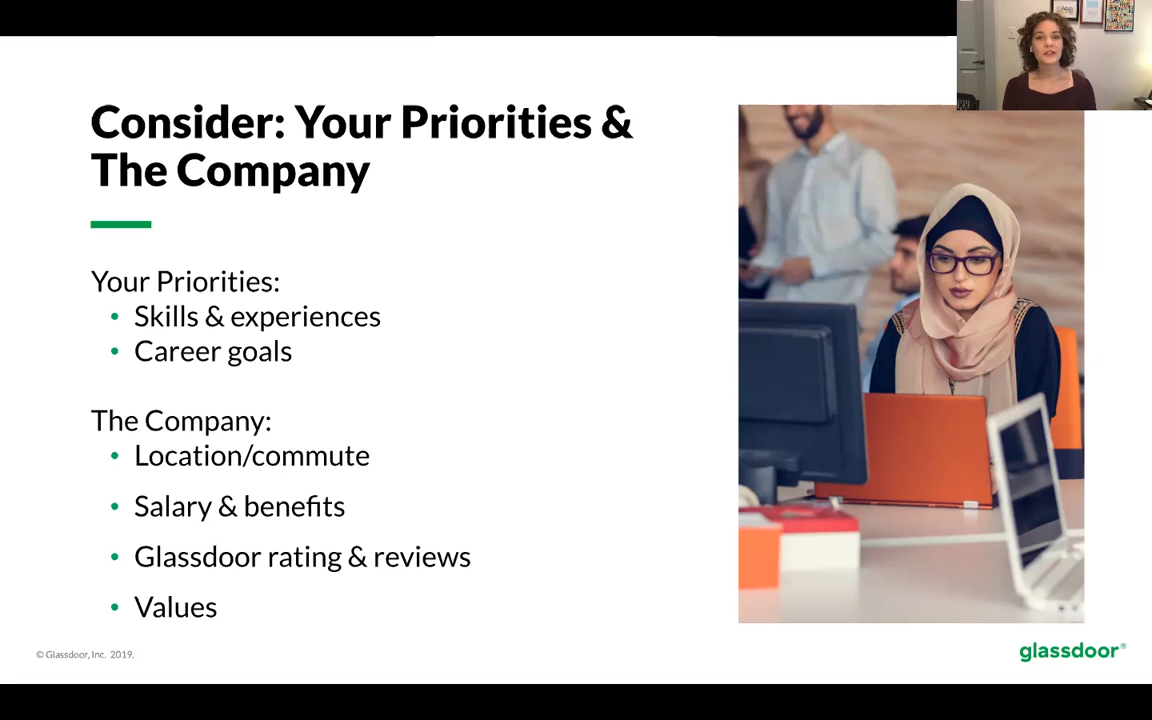 Consider: Your Priorities &
The Company
Your Priorities:
• Skills & experiences
• Career goals
The Company:
• Location/commute
• Salary & benefits
• Glassdoor rating & reviews
• Values
© Glassdoor, Inc. 2019.
glassdoor®